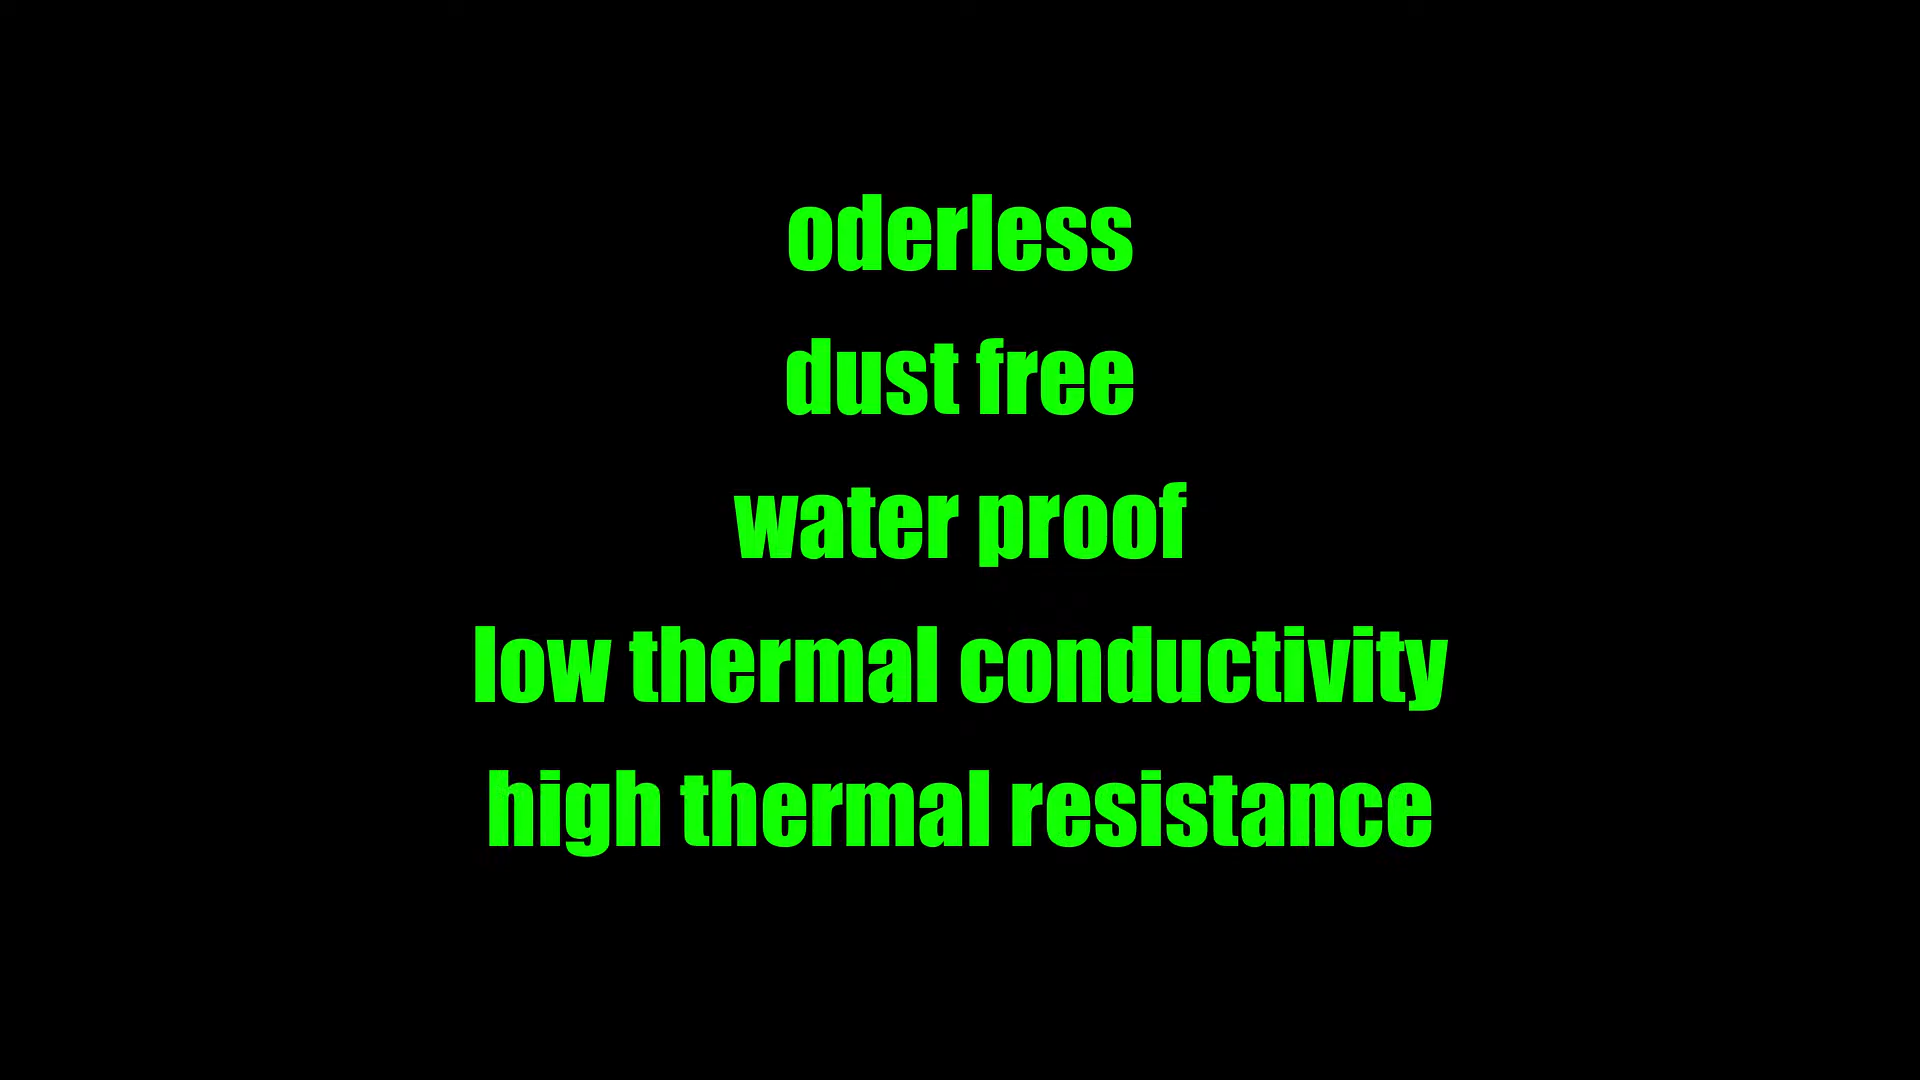 oderless
dust free
water proof
low thermal conductivity
high thermal resistance